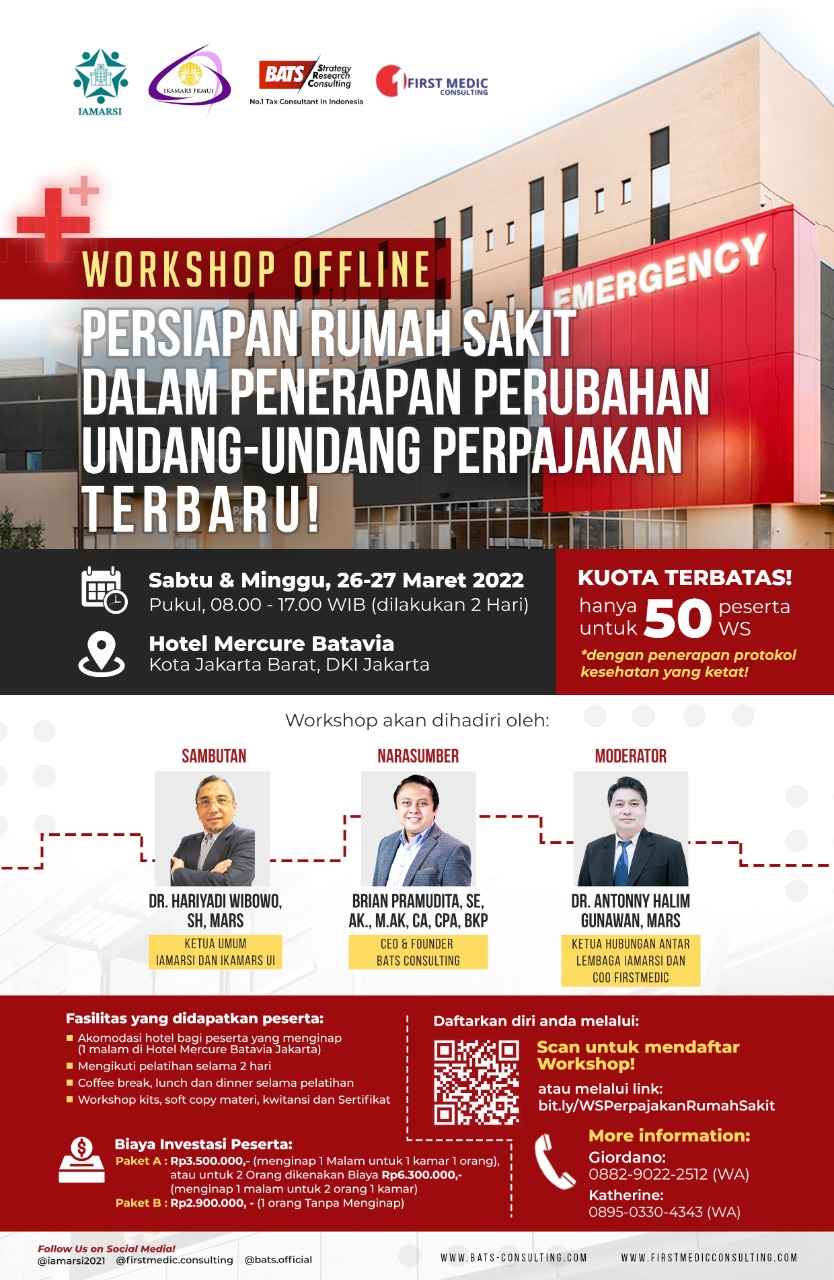 IAMARSI
IKAMARS FKMUI
BATS Strategy Research Consulting
No.1 Tax Consultant In Indonesia
1 FIRST MEDIC
CONSULTING
WORKSHOP OFFLINE
EMERGENCY
PERSIAPAN RUMAH SAKIT
DALAM PENERAPAN PERUBAHAN
UNDANG-UNDANG PERPAJAKAN
TERBARU!
Sabtu & Minggu, 26-27 Maret 2022
Pukul, 08.00 - 17.00 WIB (dilakukan 2 Hari)
Hotel Mercure Batavia
Kota Jakarta Barat, DKI Jakarta
KUOTA TERBATAS!
hanya untuk 50 peserta WS
*dengan penerapan protokol
kesehatan yang ketat!
Workshop akan dihadiri oleh:
SAMBUTAN
DR. HARIYADI WIBOWO,
SH, MARS
KETUA UMUM
IAMARSI DAN IKAMARS UI
NARASUMBER
BRIAN PRAMUDITA, SE,
AK., M.AK, CA, CPA, BKP
CEO & FOUNDER
BATS CONSULTING
MODERATOR
DR. ANTONNY HALIM
GUNAWAN, MARS
KETUA HUBUNGAN ANTAR
LEMBAGA IAMARSI DAN
COO FIRSTMEDIC
Fasilitas yang didapatkan peserta:
Akomodasi hotel bagi peserta yang menginap
(1 malam di Hotel Mercure Batavia Jakarta)
Mengikuti pelatihan selama 2 hari
Coffee break, lunch dan dinner selama pelatihan
Workshop kits, soft copy materi, kwitansi dan Sertifikat
Biaya Investasi Peserta:
Paket A : Rp3.500.000,- (menginap 1 Malam untuk 1 kamar 1 orang),
atau untuk 2 Orang dikenakan Biaya Rp6.300.000,-
(menginap 1 malam untuk 2 orang 1 kamar)
Paket B : Rp2.900.000, - (1 orang Tanpa Menginap)
Daftarkan diri anda melalui:
Scan untuk mendaftar
Workshop!
atau melalui link:
bit.ly/WSPerpajakanRumahSakit
More information:
Giordano:
0882-9022-2512 (WA)
Katherine:
0895-0330-4343 (WA)
Follow Us on Social Media!
@iamarsi2021 @firstmedic.consulting @bats.official
WWW.BATS-CONSULTING.COM
WWW.FIRSTMEDICCONSULTING.COM